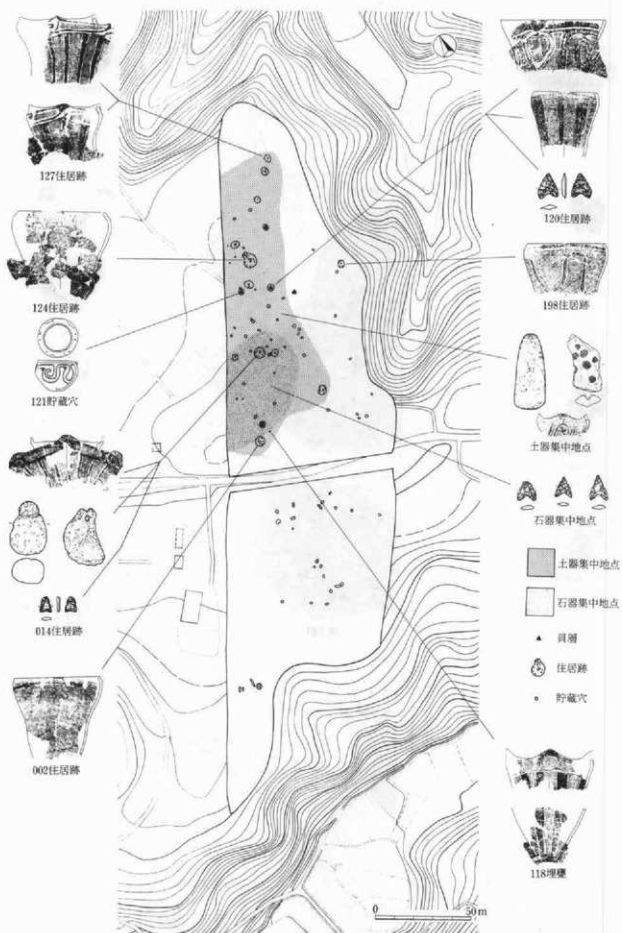 127住居跡
124住居跡
121貯蔵穴
014住居跡
002住居跡
120住居跡
198住居跡
土器集中地点
石器集中地点
土器集中地点
石器集中地点
貝層
住居跡
貯蔵穴
118埋甕
0 50m